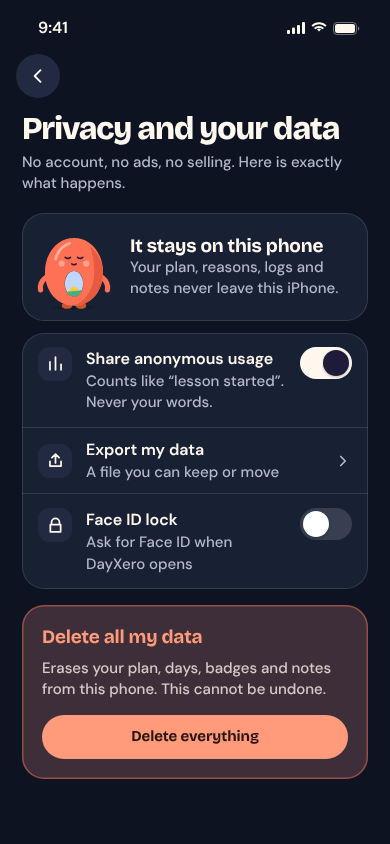 9:41
Privacy and your data
No account, no ads, no selling. Here is exactly
what happens.
It stays on this phone
Your plan, reasons, logs and
notes never leave this iPhone.
Share anonymous usage
Counts like “lesson started”.
Never your words.
Export my data
A file you can keep or move
Face ID lock
Ask for Face ID when
DayXero opens
Delete all my data
Erases your plan, days, badges and notes
from this phone. This cannot be undone.
Delete everything